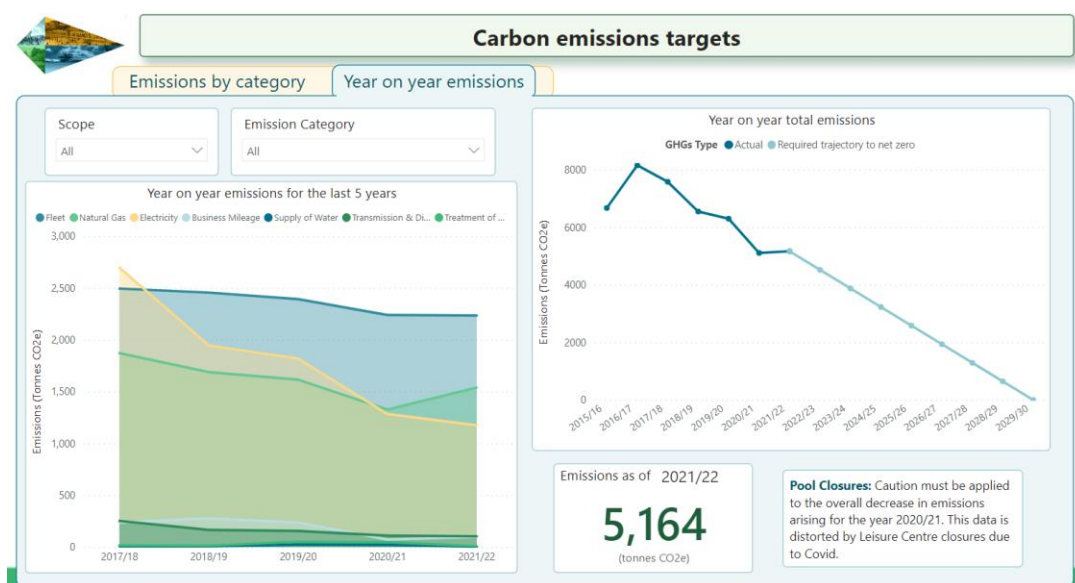 Carbon emissions targets
Emissions by category
Year on year emissions
Scope
All
Emission Category
All
Year on year emissions for the last 5 years
Fleet Natural Gas Electricity Business Mileage Supply of Water Transmission & Di... Treatment of ...
Emissions (Tonnes CO2e)
3,000
2,500
2,000
1,500
1,000
500
0
2017/18 2018/19 2019/20 2020/21 2021/22
Year on year total emissions
GHGs Type Actual Required trajectory to net zero
Emissions (Tonnes CO2e)
8000
6000
4000
2000
0
2015/16 2016/17 2017/18 2018/19 2019/20 2020/21 2021/22 2022/23 2023/24 2024/25 2025/26 2026/27 2027/28 2028/29 2029/30
Emissions as of 2021/22
5,164
(tonnes CO2e)
Pool Closures: Caution must be applied
to the overall decrease in emissions
arising for the year 2020/21. This data is
distorted by Leisure Centre closures due
to Covid.